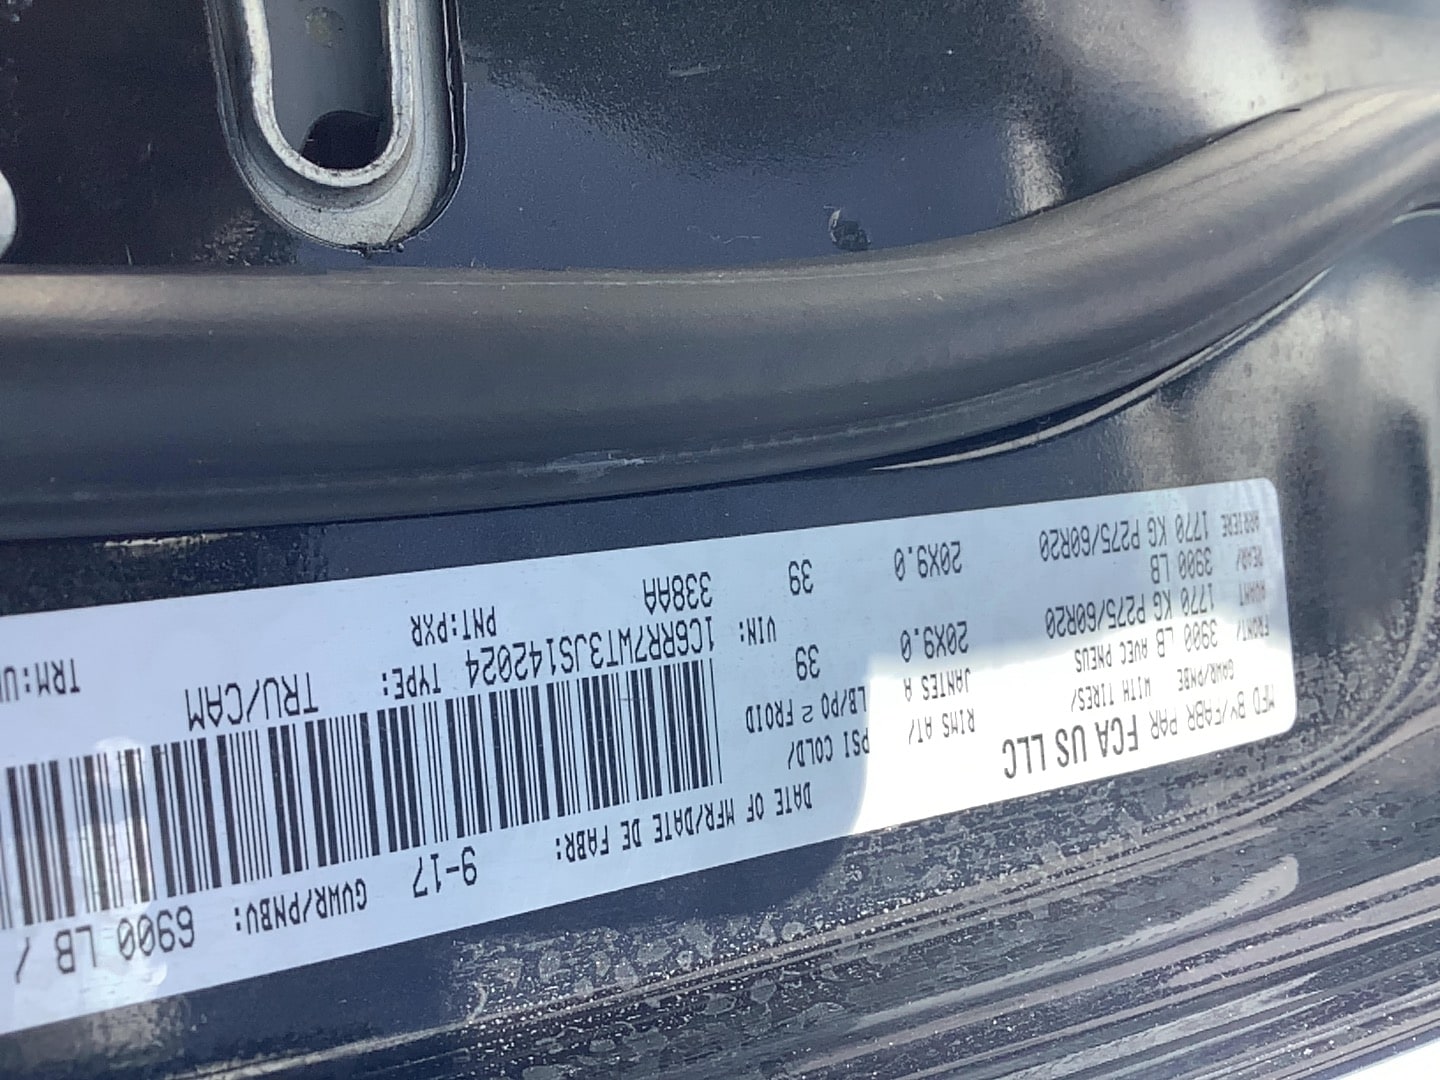 MFD BY/FABR PAR FCA US LLC
DATE OF MFR/DATE DE FABR: 9-17
GVWR/PNBV: 6900 LB /
GAWR/PNBE WITH TIRES/
AVEC PNEUS
RIMS AT/
JANTES A
PSI COLD/
LB/PO 2 FROID
FRONT/
AVANT
3900 LB
1770 KG P275/60R20
20X9.0
39
REAR/
ARRIERE
3900 LB
1770 KG P275/60R20
20X9.0
39
VIN:
1C6RR7WT3JS142024
TYPE:
TRU/CAM
338AA
PNT:PXR
TRM: